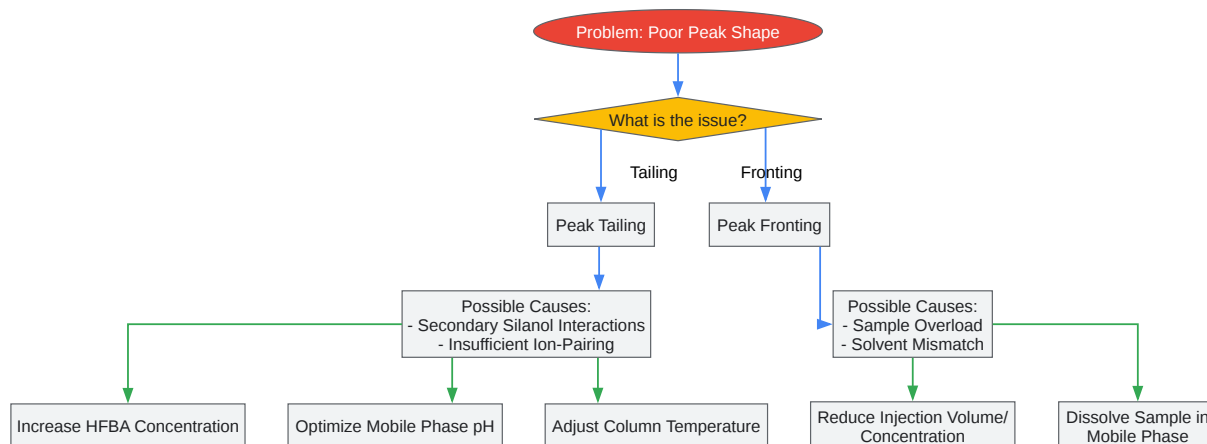 Problem: Poor Peak Shape
What is the issue?
Tailing
Fronting
Peak Tailing
Peak Fronting
Possible Causes:
- Secondary Silanol Interactions
- Insufficient Ion-Pairing
Possible Causes:
- Sample Overload
- Solvent Mismatch
Increase HFBA Concentration
Optimize Mobile Phase pH
Adjust Column Temperature
Reduce Injection Volume/
Concentration
Dissolve Sample in
Mobile Phase